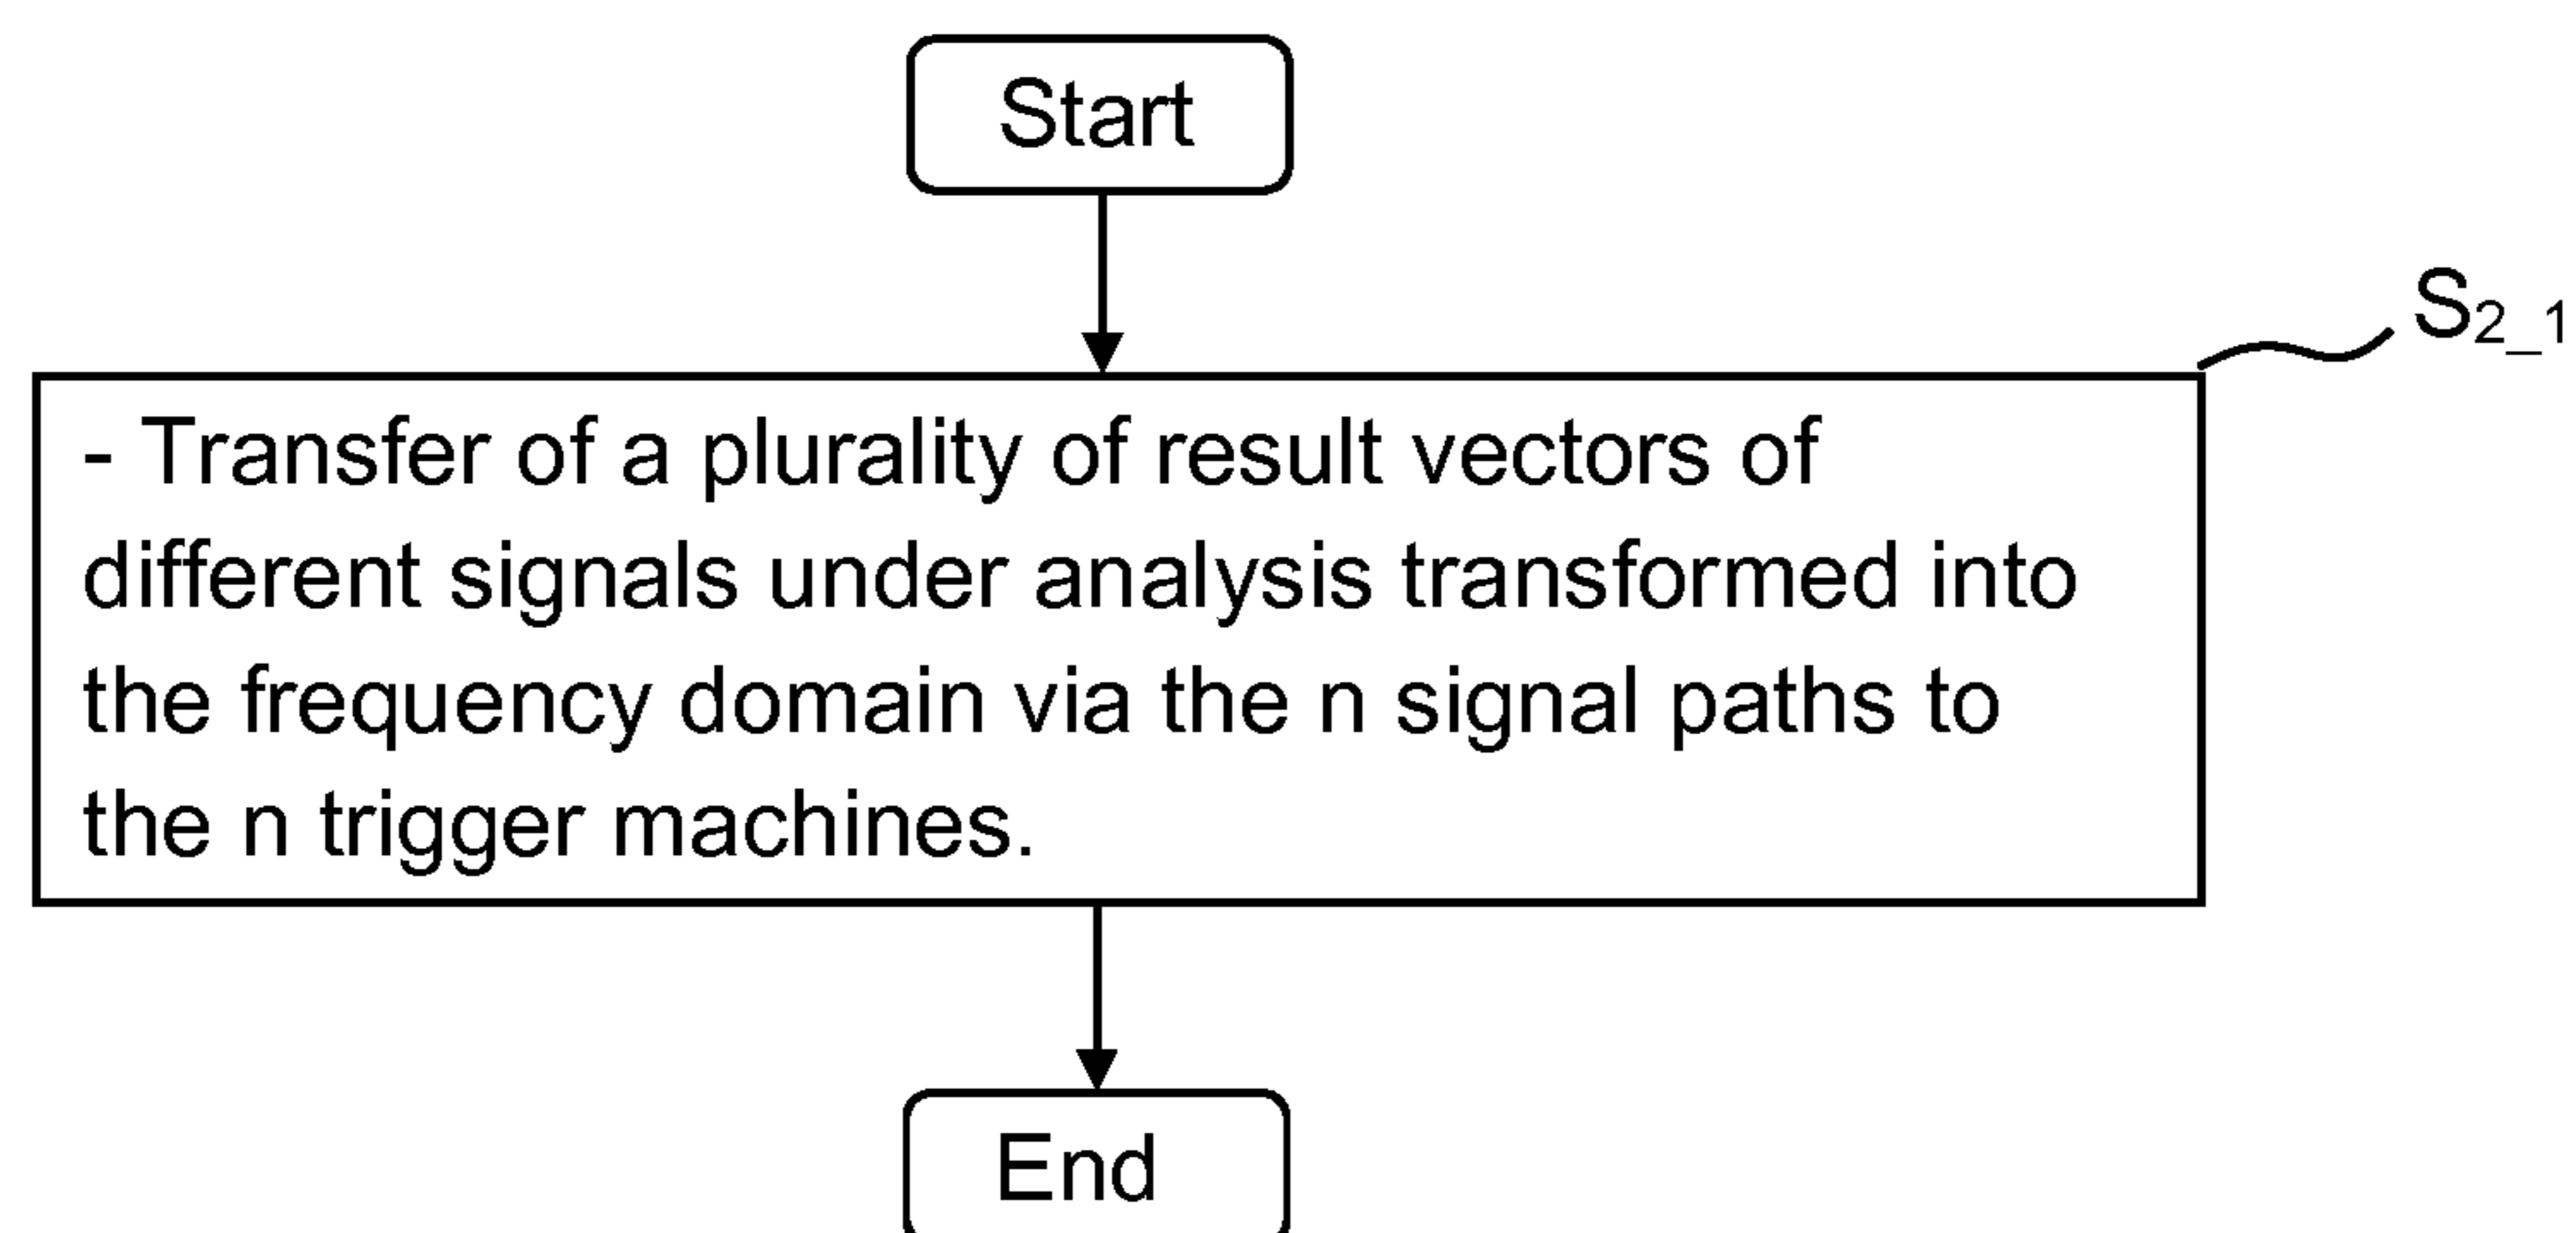 Start
S2_1
- Transfer of a plurality of result vectors of
different signals under analysis transformed into
the frequency domain via the n signal paths to
the n trigger machines.
End